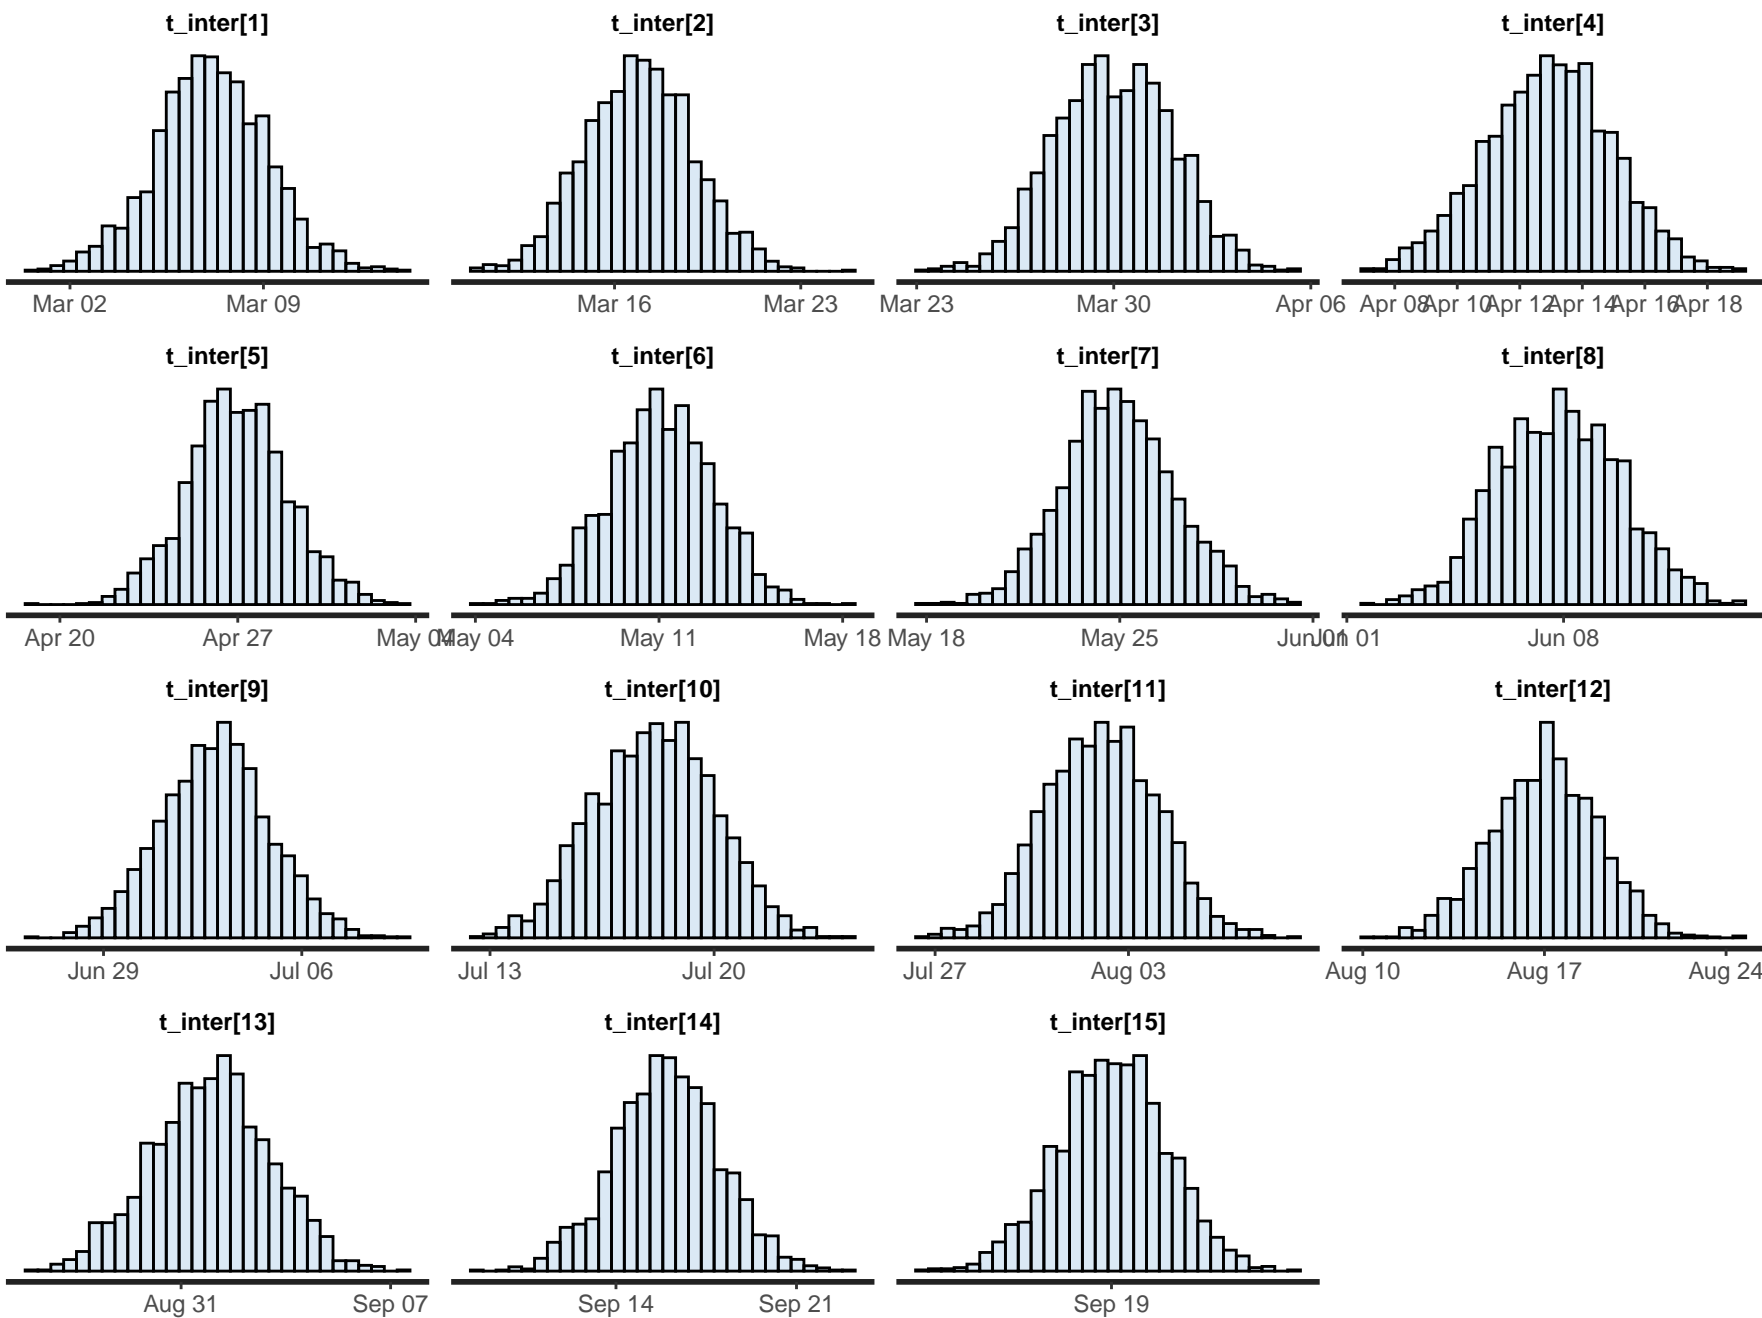 t_inter[1] t_inter[2] t_inter[3] t_inter[4]
Mar 02 Mar 09 Mar 16 Mar 23 Mar 23 Mar 30 Apr 06 Apr 08 Apr 10 Apr 12 Apr 14 Apr 16 Apr 18
t_inter[5] t_inter[6] t_inter[7] t_inter[8]
Apr 20 Apr 27 May 04 May 04 May 11 May 18 May 18 May 25 Jun 01 Jun 01 Jun 08
t_inter[9] t_inter[10] t_inter[11] t_inter[12]
Jun 29 Jul 06 Jul 13 Jul 20 Jul 27 Aug 03 Aug 10 Aug 17 Aug 24
t_inter[13] t_inter[14] t_inter[15]
Aug 31 Sep 07 Sep 14 Sep 21 Sep 19